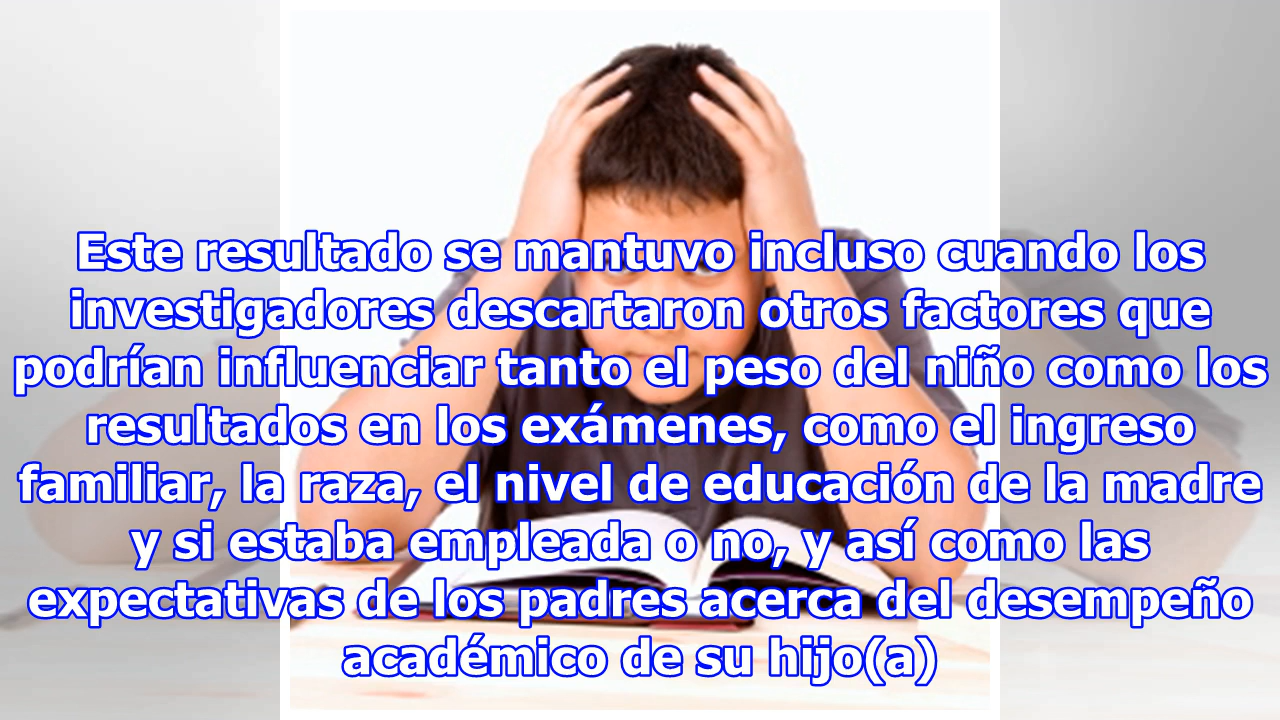 Este resultado se mantuvo incluso cuando los
investigadores descartaron otros factores que
podrían influenciar tanto el peso del niño como los
resultados en los exámenes, como el ingreso
familiar, la raza, el nivel de educación de la madre
y si estaba empleada o no, y así como las
expectativas de los padres acerca del desempeño
académico de su hijo(a)